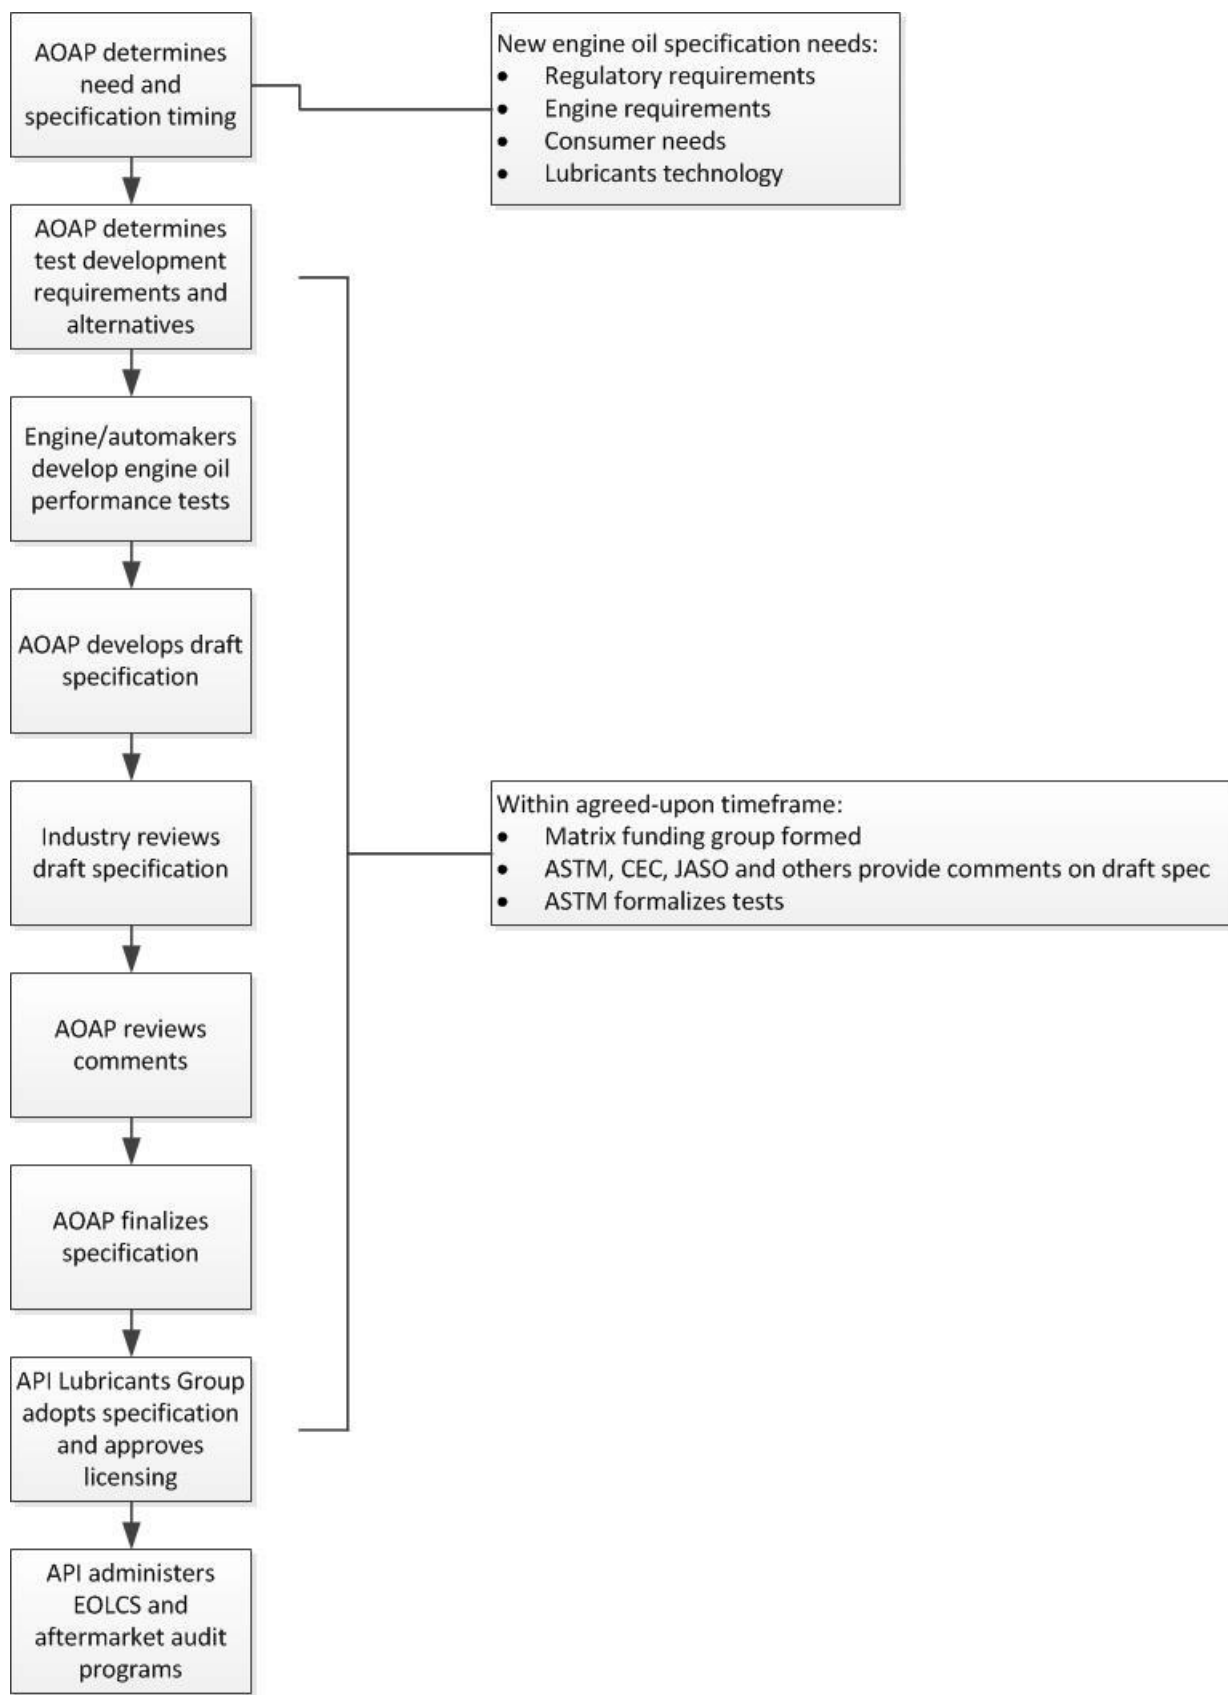 AOAP determines
need and
specification timing
New engine oil specification needs:
• Regulatory requirements
• Engine requirements
• Consumer needs
• Lubricants technology
AOAP determines
test development
requirements and
alternatives
Engine/automakers
develop engine oil
performance tests
AOAP develops draft
specification
Industry reviews
draft specification
Within agreed-upon timeframe:
• Matrix funding group formed
• ASTM, CEC, JASO and others provide comments on draft spec
• ASTM formalizes tests
AOAP reviews
comments
AOAP finalizes
specification
API Lubricants Group
adopts specification
and approves
licensing
API administers
EOLCS and
aftermarket audit
programs